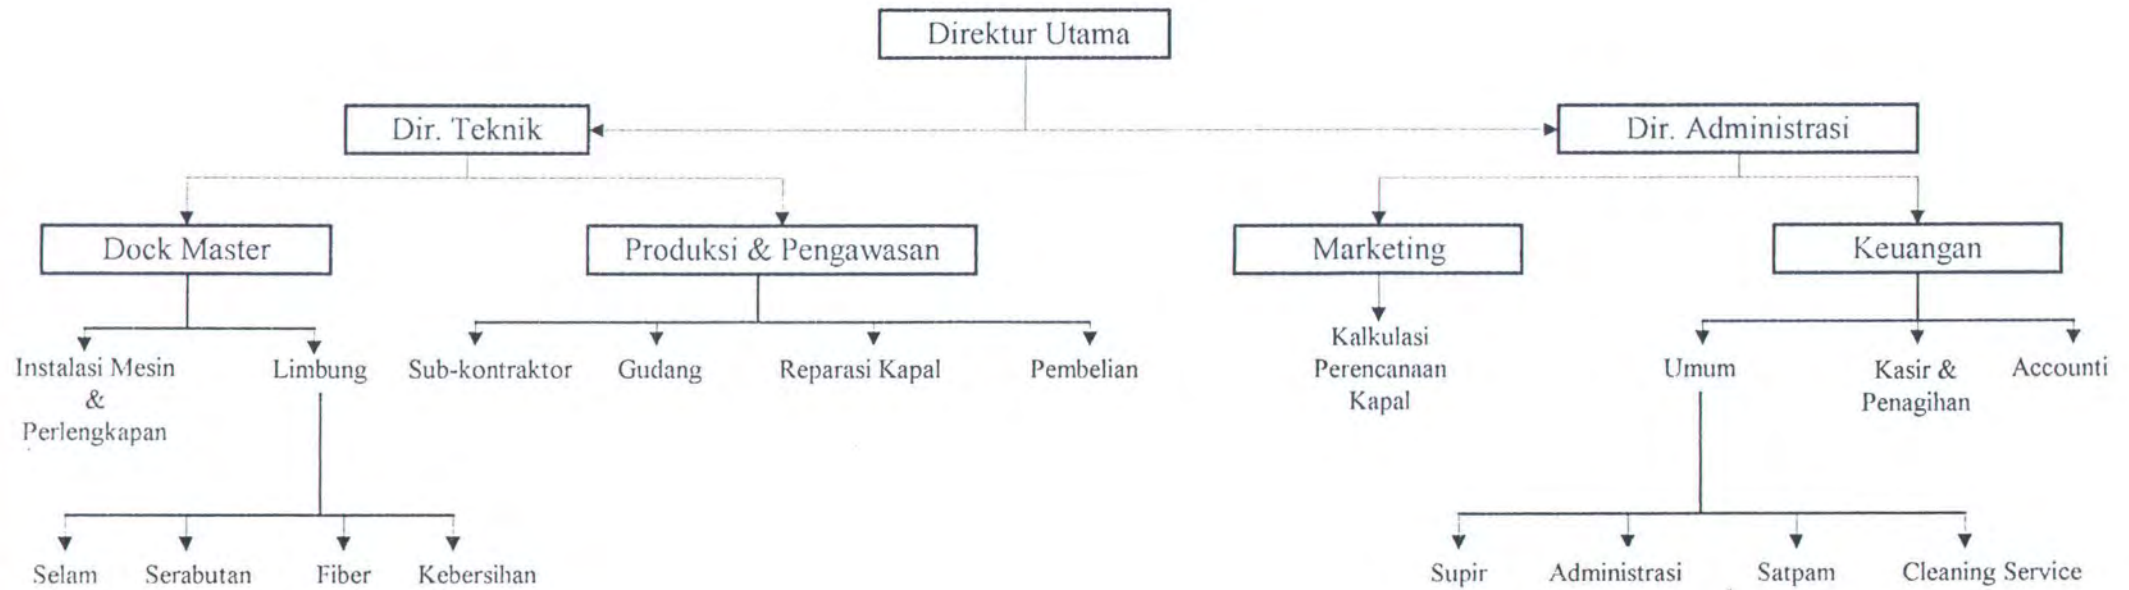 Direktur Utama
Dir. Teknik
Dir. Administrasi
Dock Master
Produksi & Pengawasan
Marketing
Keuangan
Instalasi Mesin
&
Perlengkapan
Limbung
Sub-kontraktor
Gudang
Reparasi Kapal
Pembelian
Kalkulasi
Perencanaan
Kapal
Umum
Kasir &
Penagihan
Accounti
Selam
Serabutan
Fiber
Kebersihan
Supir
Administrasi
Satpam
Cleaning Service